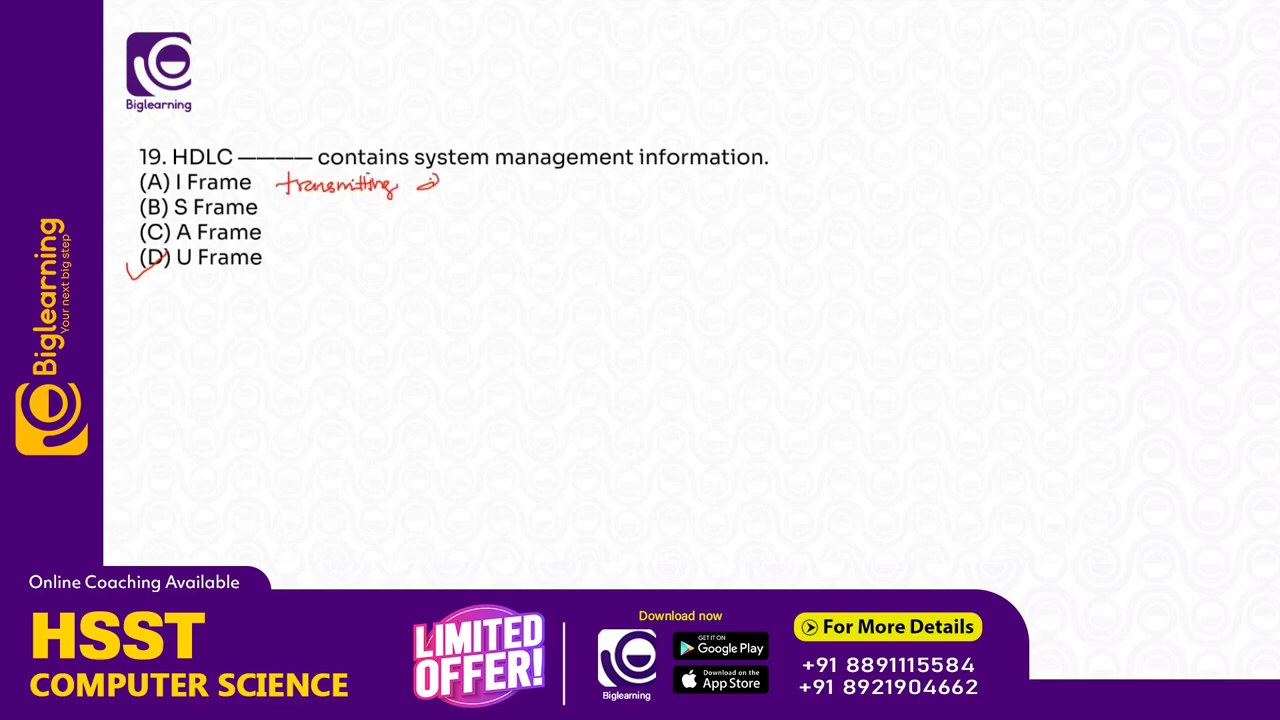 Biglearning
19. HDLC ———— contains system management information.
(A) I Frame transmitting
(B) S Frame
(C) A Frame
(D) U Frame
Biglearning
Your next big step
Online Coaching Available
HSST
COMPUTER SCIENCE
LIMITED
OFFER!
Download now
Biglearning
GET IT ON
Google Play
Download on the
App Store
For More Details
+91 8891115584
+91 8921904662